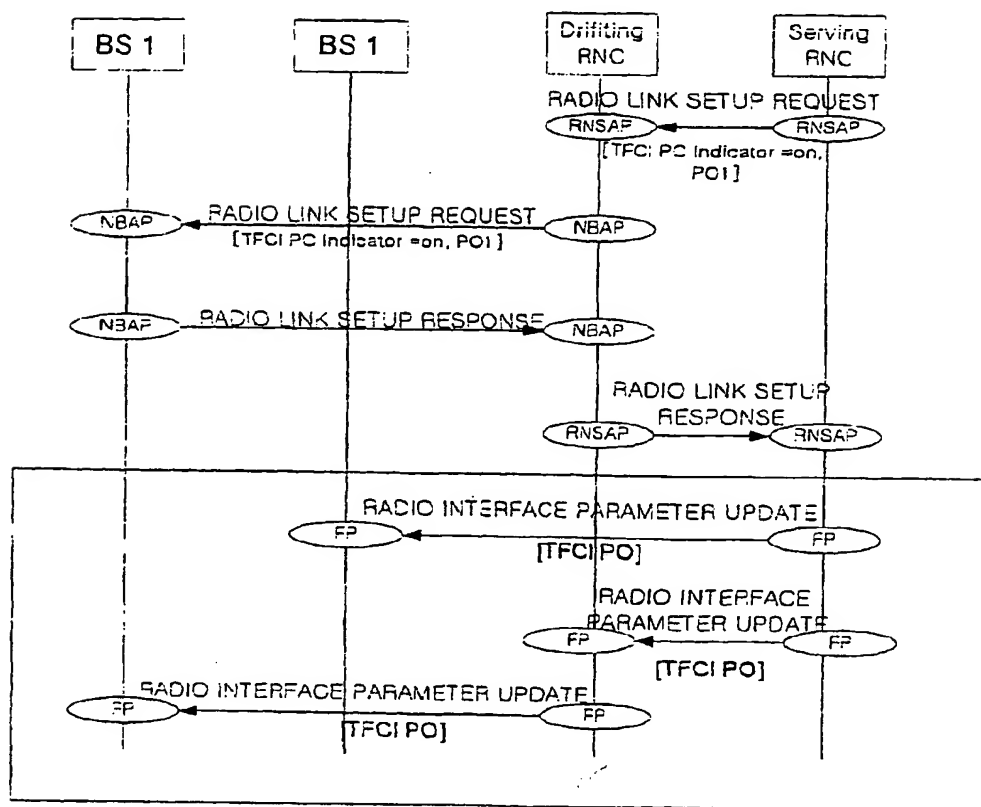 BS 1
BS 1
Drifiting
RNC
Serving
RNC
RADIO LINK SETUP REQUEST
RNSAP
RNSAP
[TFCI PC Indicator =on,
PO1]
RADIO LINK SETUP REQUEST
NBAP
NBAP
[TFCI PC Indicator =on, PO1]
RADIO LINK SETUP RESPONSE
NBAP
NBAP
RADIO LINK SETUP
RESPONSE
RNSAP
RNSAP
RADIO INTERFACE PARAMETER UPDATE
FP
FP
[TFCI PO]
RADIO INTERFACE
PARAMETER UPDATE
FP
FP
[TFCI PO]
RADIO INTERFACE PARAMETER UPDATE
FP
FP
[TFCI PO]